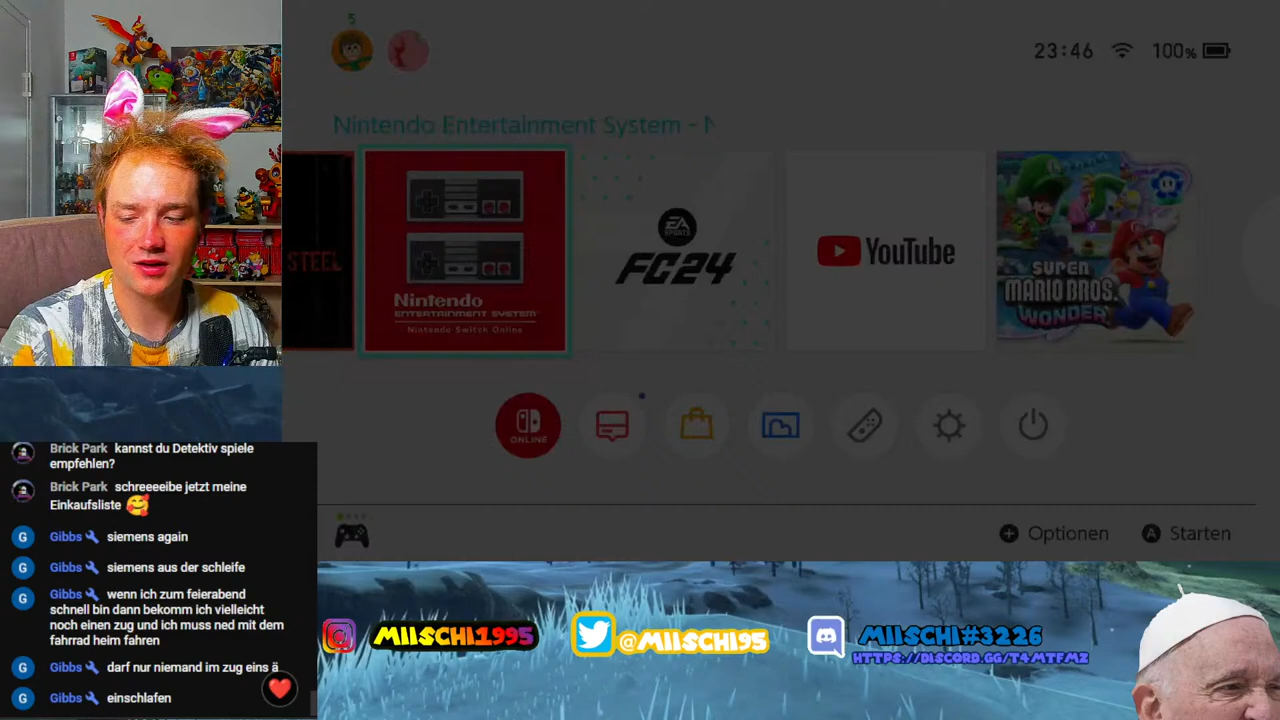 5
23:46
100%
Nintendo Entertainment System - N
STEEL
Nintendo
ENTERTAINMENT SYSTEM™
Nintendo Switch Online
EA
SPORTS
FC24
YouTube
SUPER
MARIO BROS.
WONDER
ONLINE
Optionen
A Starten
Brick Park kannst du Detektiv spiele
empfehlen?
Brick Park schreeeeibe jetzt meine
Einkaufsliste
G Gibbs siemens again
G Gibbs siemens aus der schleife
G Gibbs wenn ich zum feierabend
schnell bin dann bekomm ich vielleicht
noch einen zug und ich muss ned mit dem
fahrrad heim fahren
G Gibbs darf nur niemand im zug eins ä
G Gibbs einschlafen
MIISCHI1995
@MIISCHI95
MIISCHI#3226
HTTPS://DISCORD.GG/T4MTFMZ